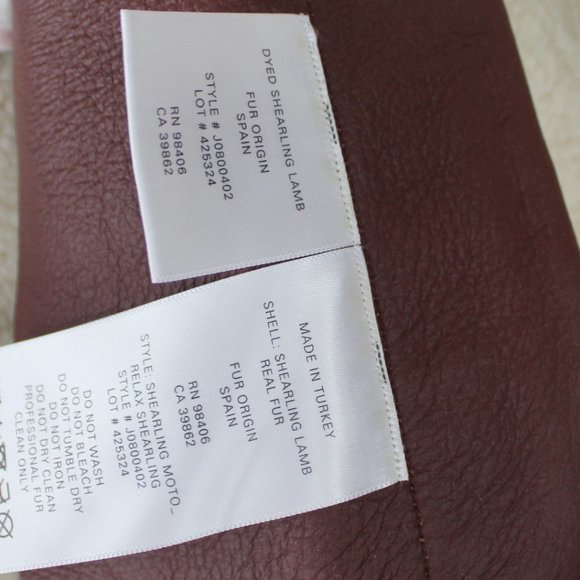 DYED SHEARLING LAMB
FUR ORIGIN
SPAIN
STYLE # J0800402
LOT # 425324
RN 98406
CA 39862
MADE IN TURKEY
SHELL: SHEARLING LAMB
REAL FUR
FUR ORIGIN
SPAIN
RN 98406
CA 39862
STYLE: SHEARLING MOTO_
RELAX SHEARLING
STYLE # J0800402
LOT # 425324
DO NOT WASH
DO NOT BLEACH
DO NOT TUMBLE DRY
DO NOT IRON
DO NOT DRY CLEAN
PROFESSIONAL FUR
CLEAN ONLY